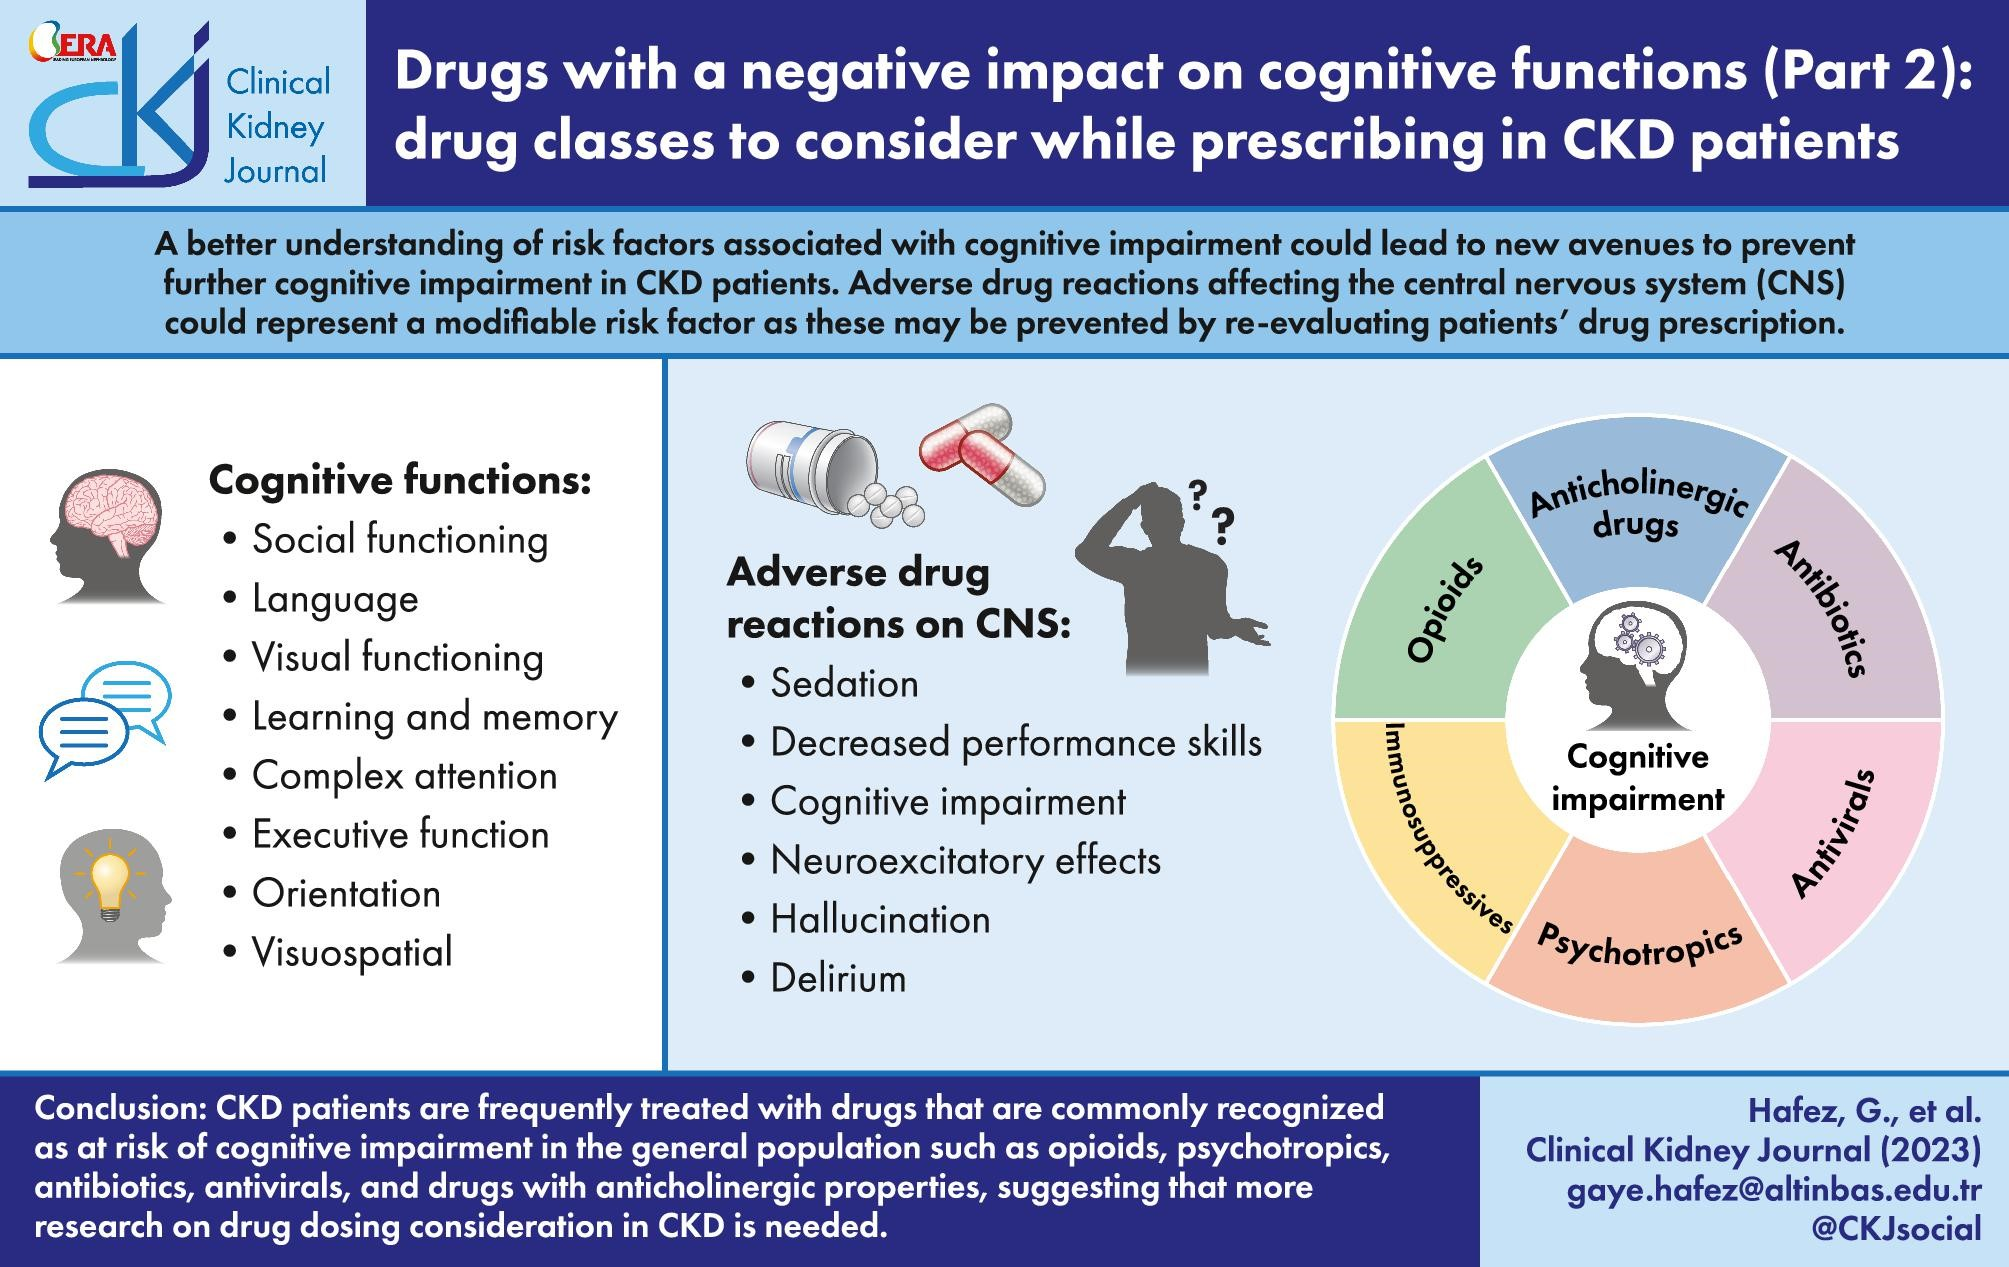 ERA
LEADING EUROPEAN NEPHROLOGY
CKJ
Clinical
Kidney
Journal
Drugs with a negative impact on cognitive functions (Part 2):
drug classes to consider while prescribing in CKD patients
A better understanding of risk factors associated with cognitive impairment could lead to new avenues to prevent
further cognitive impairment in CKD patients. Adverse drug reactions affecting the central nervous system (CNS)
could represent a modifiable risk factor as these may be prevented by re-evaluating patients’ drug prescription.
Cognitive functions:
• Social functioning
• Language
• Visual functioning
• Learning and memory
• Complex attention
• Executive function
• Orientation
• Visuospatial
? ?
Adverse drug
reactions on CNS:
• Sedation
• Decreased performance skills
• Cognitive impairment
• Neuroexcitatory effects
• Hallucination
• Delirium
Anticholinergic
drugs
Antibiotics
Antivirals
Psychotropics
Immunosuppressives
Opioids
Cognitive
impairment
Conclusion: CKD patients are frequently treated with drugs that are commonly recognized
as at risk of cognitive impairment in the general population such as opioids, psychotropics,
antibiotics, antivirals, and drugs with anticholinergic properties, suggesting that more
research on drug dosing consideration in CKD is needed.
Hafez, G., et al.
Clinical Kidney Journal (2023)
gaye.hafez@altinbas.edu.tr
@CKJsocial